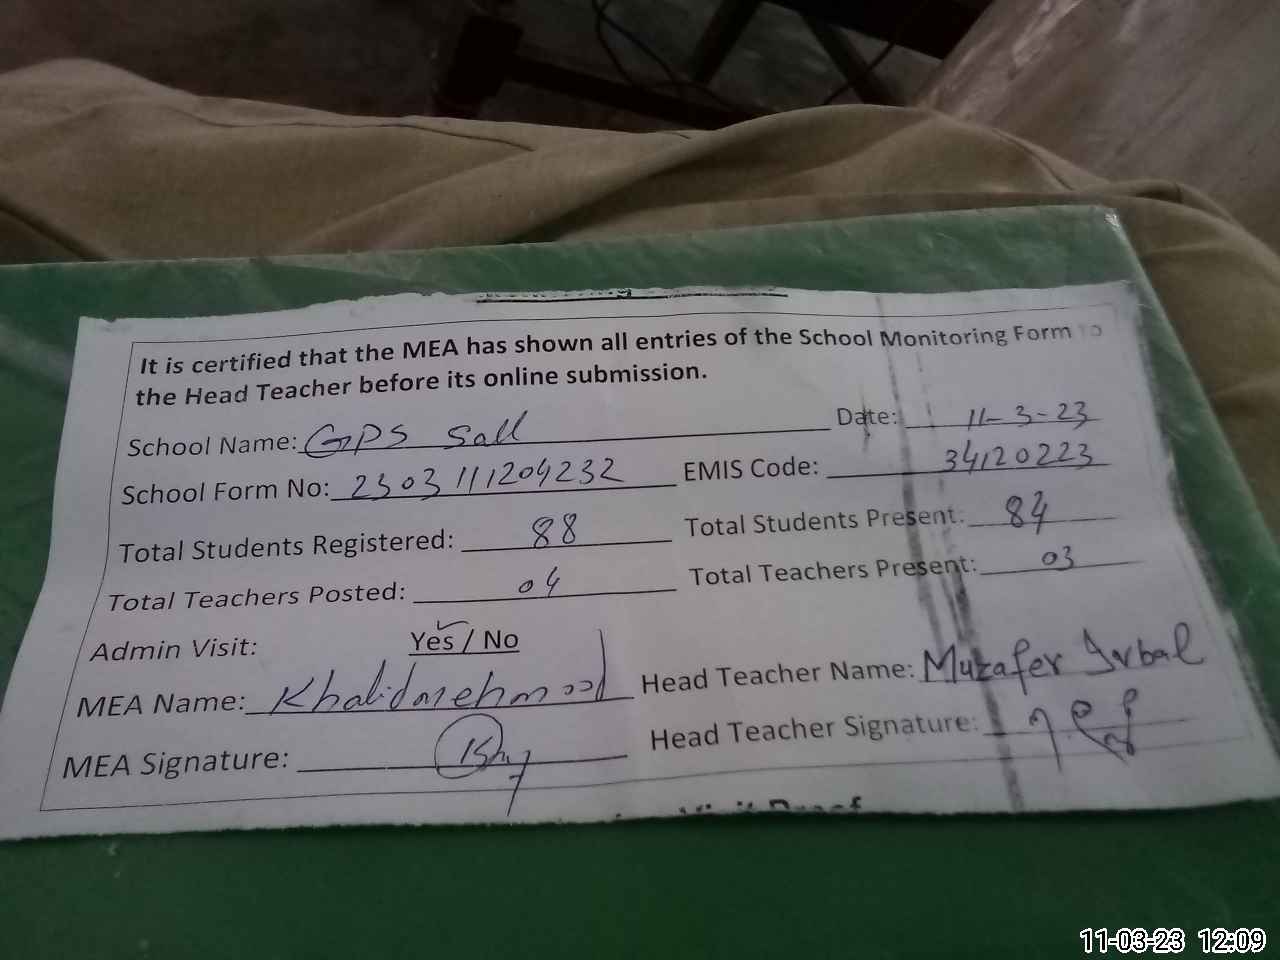 It is certified that the MEA has shown all entries of the School Monitoring Form to
the Head Teacher before its online submission.
School Name: GPS Sall Date: 11-3-23
School Form No: 2303111204232 EMIS Code: 34120223
Total Students Registered: 88 Total Students Present: 84
Total Teachers Posted: 04 Total Teachers Present: 03
Admin Visit: Yes / No
MEA Name: Khalid mehmood Head Teacher Name: Muzafer Irbal
MEA Signature: Head Teacher Signature:
11-03-23 12:09